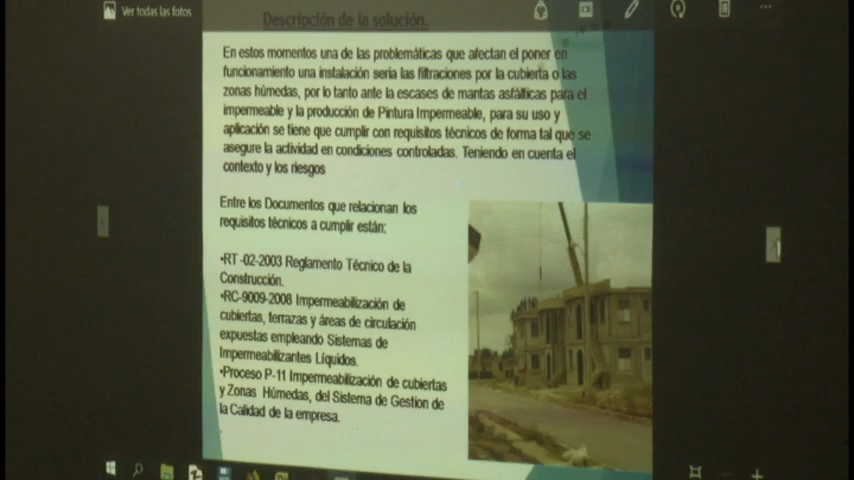 Ver todas las fotos
Descripción de la solución.
En estos momentos una de las problemáticas que afectan el poner en
funcionamiento una instalación seria las filtraciones por la cubierta o las
zonas húmedas, por lo tanto ante la escases de mantas asfálticas para el
impermeable y la producción de Pintura Impermeable, para su uso y
aplicación se tiene que cumplir con requisitos técnicos de forma tal que se
asegure la actividad en condiciones controladas. Teniendo en cuenta el
contexto y los riesgos
Entre los Documentos que relacionan los
requisitos técnicos a cumplir están:
•RT -02-2003 Reglamento Técnico de la
Construcción.
•RC-9009-2008 Impermeabilización de
cubiertas, terrazas y áreas de circulación
expuestas empleando Sistemas de
Impermeabilizantes Líquidos.
•Proceso P-11 Impermeabilización de cubiertas
y Zonas Húmedas, del Sistema de Gestion de
la Calidad de la empresa.